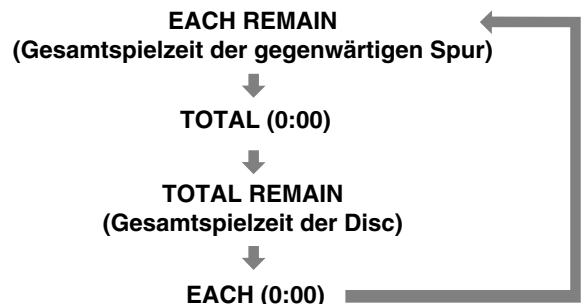 EACH REMAIN
(Gesamtspielzeit der gegenwärtigen Spur)
TOTAL (0:00)
TOTAL REMAIN
(Gesamtspielzeit der Disc)
EACH (0:00)